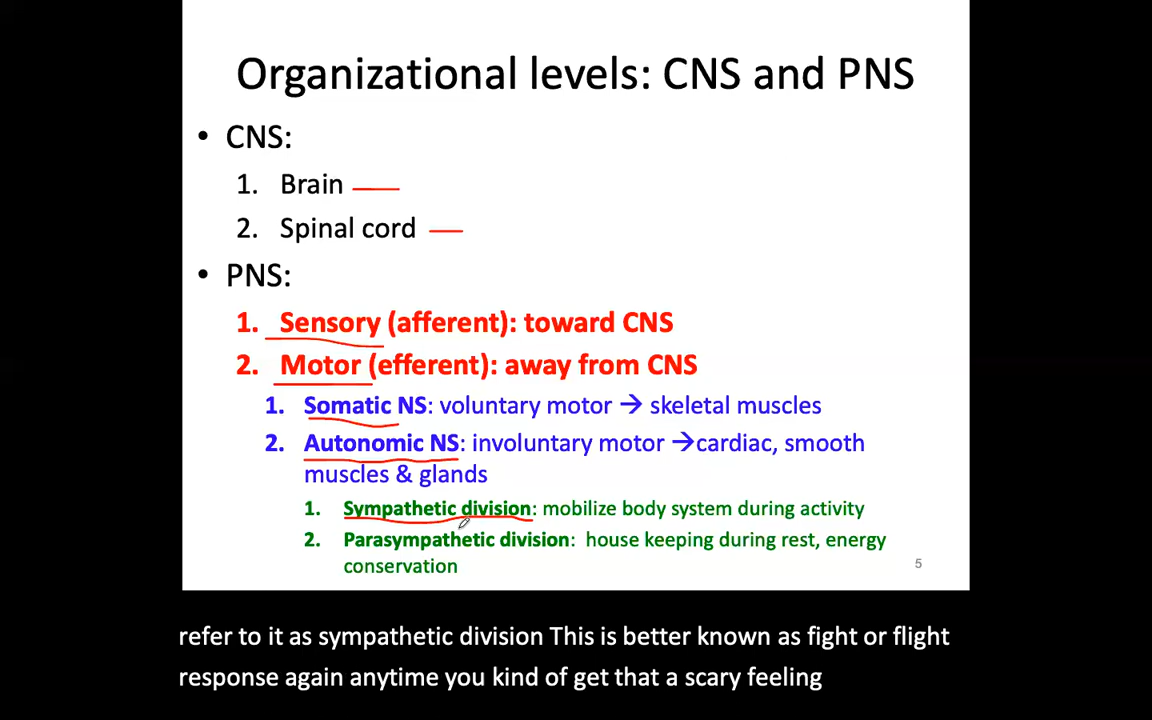 Organizational levels: CNS and PNS
• CNS:
1. Brain
2. Spinal cord
• PNS:
1. Sensory (afferent): toward CNS
2. Motor (efferent): away from CNS
1. Somatic NS: voluntary motor → skeletal muscles
2. Autonomic NS: involuntary motor →cardiac, smooth
muscles & glands
1. Sympathetic division: mobilize body system during activity
2. Parasympathetic division: house keeping during rest, energy
conservation
5
refer to it as sympathetic division This is better known as fight or flight
response again anytime you kind of get that a scary feeling